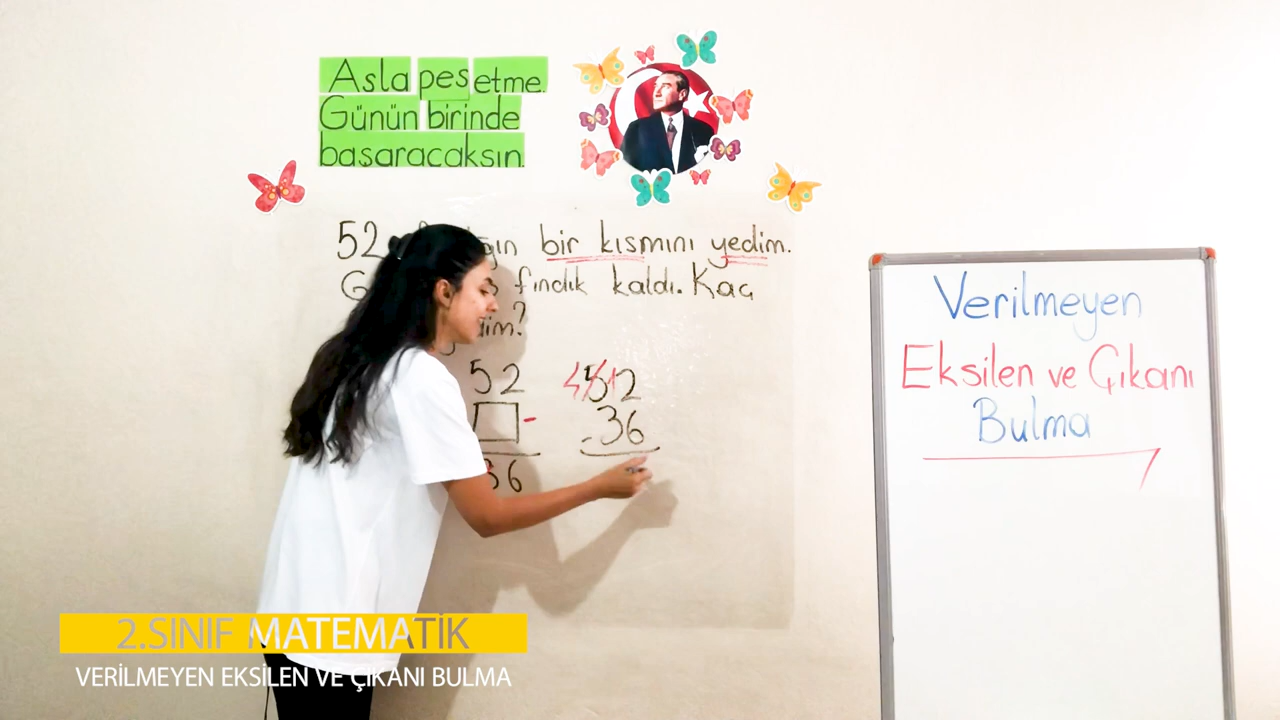 Asla pes etme.
Günün birinde
başaracaksın.
52 bir kısmını yedim.
fındık kaldı. Kaç
52 512
- 36
36 -
Verilmeyen
Eksilen ve Çıkanı
Bulma
2.SINIF MATEMATİK
VERİLMEYEN EKSİLEN VE ÇIKANI BULMA